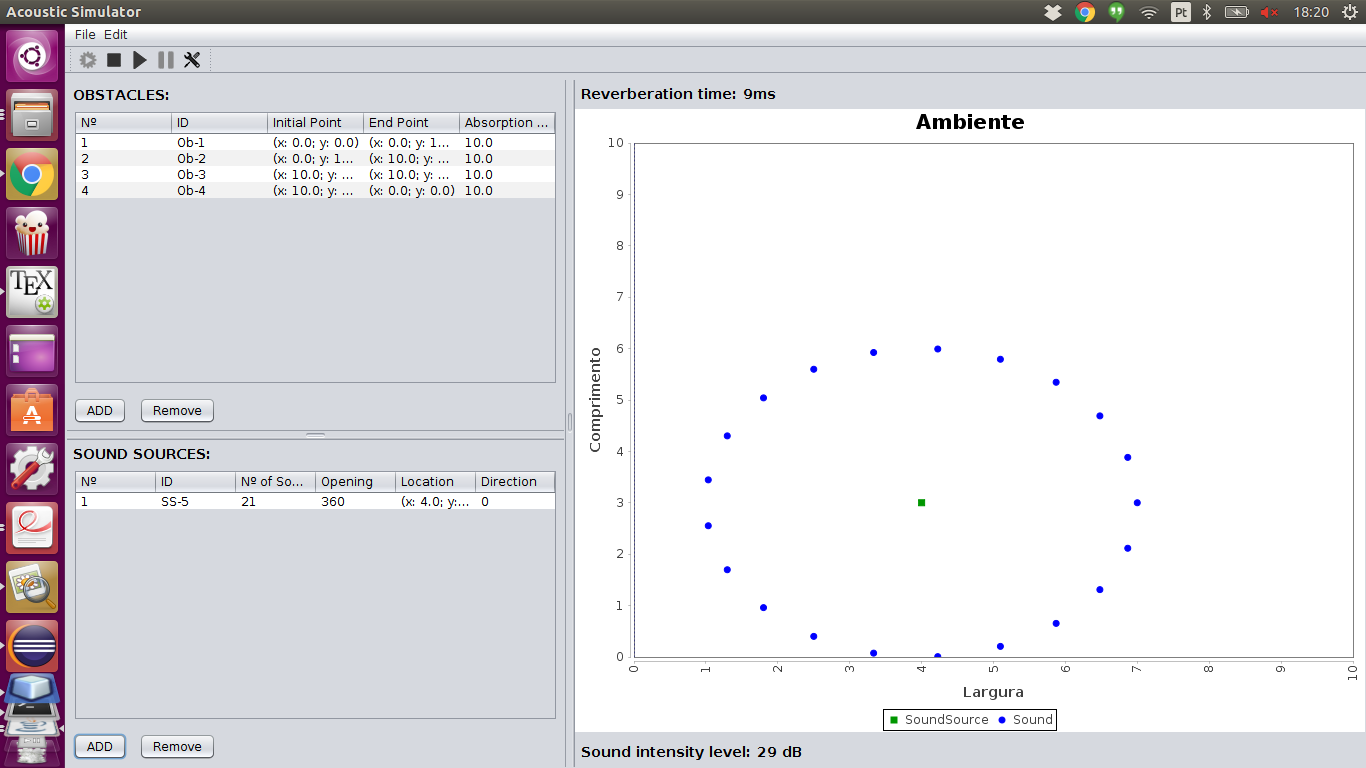 Acoustic Simulator
Pt
18:20
File Edit
OBSTACLES:
Nº ID Initial Point End Point Absorption ...
1 Ob-1 (x: 0.0; y: 0.0) (x: 0.0; y: 1... 10.0
2 Ob-2 (x: 0.0; y: 1... (x: 10.0; y: ... 10.0
3 Ob-3 (x: 10.0; y: ... (x: 10.0; y: ... 10.0
4 Ob-4 (x: 10.0; y: ... (x: 0.0; y: 0.0) 10.0
ADD Remove
SOUND SOURCES:
Nº ID Nº of So... Opening Location Direction
1 SS-5 21 360 (x: 4.0; y:... 0
ADD Remove
Reverberation time: 9ms
Ambiente
Comprimento
10
9
8
7
6
5
4
3
2
1
0
0 1 2 3 4 5 6 7 8 9 10
Largura
SoundSource Sound
Sound intensity level: 29 dB
TEX
A